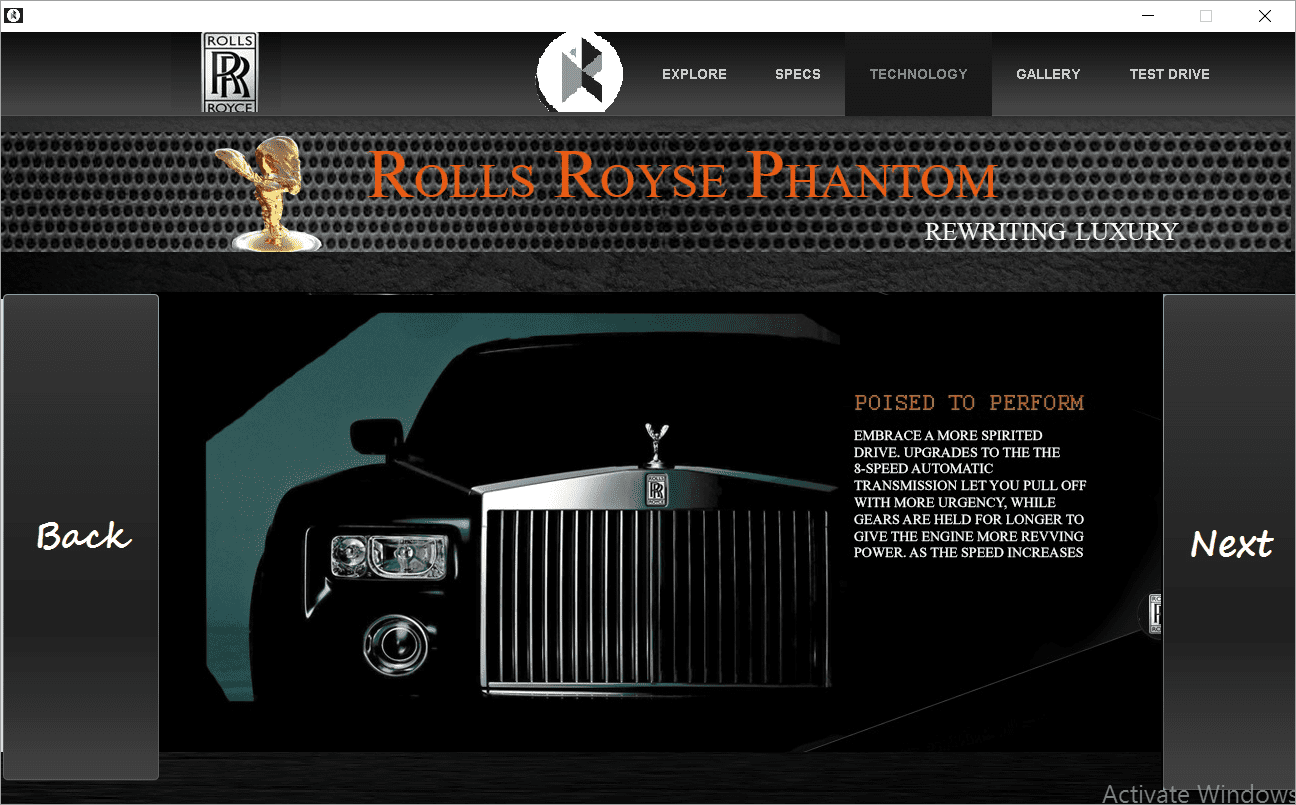 ROLLS
RR
ROYCE
EXPLORE
SPECS
TECHNOLOGY
GALLERY
TEST DRIVE
ROLLS ROYSE PHANTOM
REWRITING LUXURY
Back
ROLLS
RR
ROYCE
POISED TO PERFORM
EMBRACE A MORE SPIRITED
DRIVE. UPGRADES TO THE THE
8-SPEED AUTOMATIC
TRANSMISSION LET YOU PULL OFF
WITH MORE URGENCY, WHILE
GEARS ARE HELD FOR LONGER TO
GIVE THE ENGINE MORE REVVING
POWER. AS THE SPEED INCREASES
Next
Activate Windows